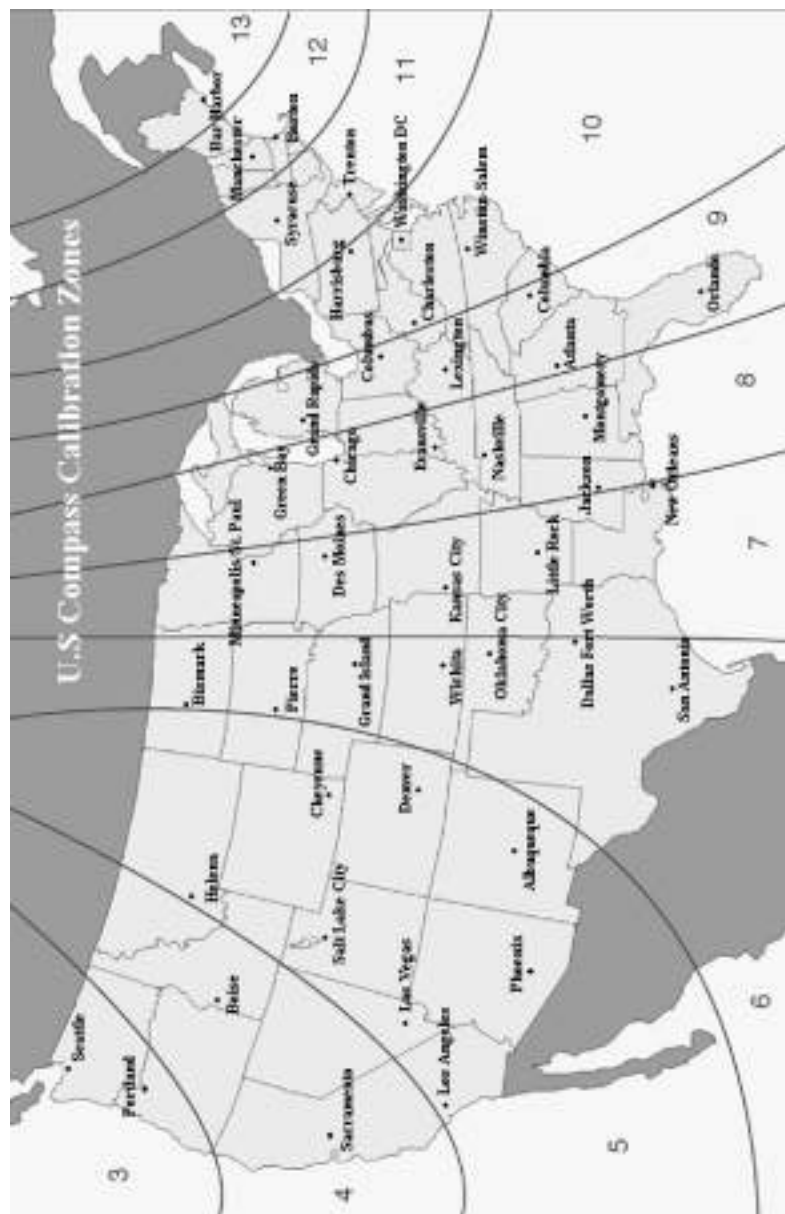 U.S Compass Calibration Zones
Seattle
Portland
Boise
Helena
Bismark
Minneapolis St. Paul
Pierre
Green Bay
Grand Rapids
Syracuse
Manchester
Bar Harbor
Boston
Trenton
Harrisburg
Washington DC
Sacramento
Salt Lake City
Cheyenne
Grand Island
Des Moines
Chicago
Columbus
Charleston
Winston-Salem
Las Vegas
Denver
Wichita
Kansas City
Evansville
Lexington
Los Angeles
Phoenix
Albuqueque
Oklahoma City
Little Rock
Nashville
Columbia
Dallas Fort Worth
Jackson
Montgomery
Atlanta
San Antonio
New Orleans
Orlando
3
4
5
6
7
8
9
10
11
12
13